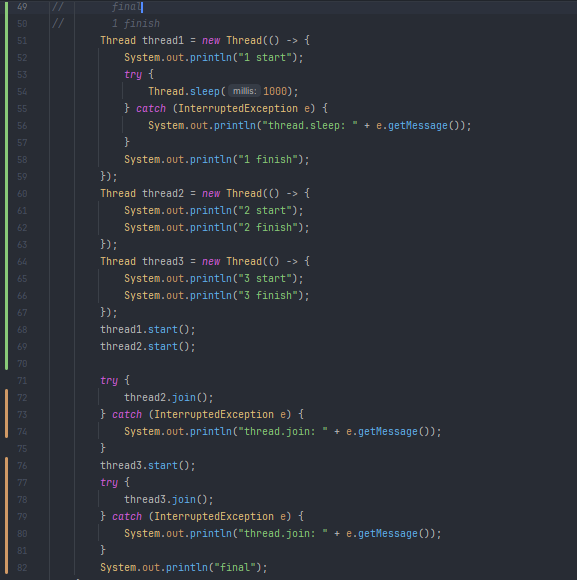 49 // final
50 // 1 finish
51 Thread thread1 = new Thread(() -> {
52 System.out.println("1 start");
53 try {
54 Thread.sleep( millis: 1000);
55 } catch (InterruptedException e) {
56 System.out.println("thread.sleep: " + e.getMessage());
57 }
58 System.out.println("1 finish");
59 });
60 Thread thread2 = new Thread(() -> {
61 System.out.println("2 start");
62 System.out.println("2 finish");
63 });
64 Thread thread3 = new Thread(() -> {
65 System.out.println("3 start");
66 System.out.println("3 finish");
67 });
68 thread1.start();
69 thread2.start();
70
71 try {
72 thread2.join();
73 } catch (InterruptedException e) {
74 System.out.println("thread.join: " + e.getMessage());
75 }
76 thread3.start();
77 try {
78 thread3.join();
79 } catch (InterruptedException e) {
80 System.out.println("thread.join: " + e.getMessage());
81 }
82 System.out.println("final");